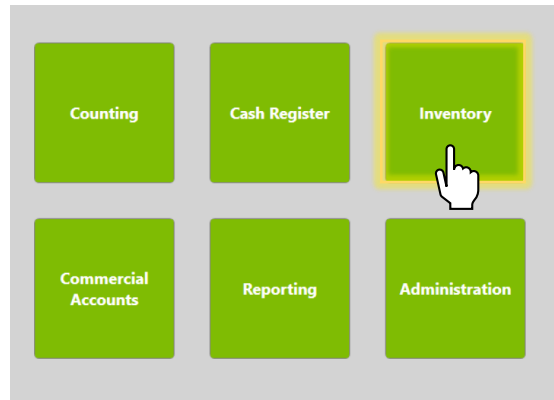 Counting
Cash Register
Inventory
Commercial
Accounts
Reporting
Administration